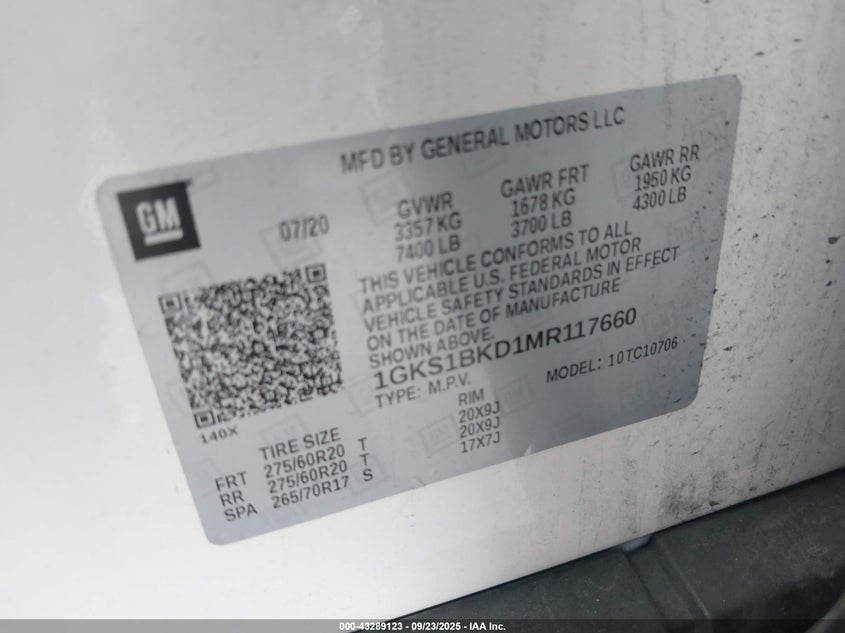 MFD BY GENERAL MOTORS LLC
GM
07/20
GVWR
3357 KG
7400 LB
GAWR FRT
1678 KG
3700 LB
GAWR RR
1950 KG
4300 LB
THIS VEHICLE CONFORMS TO ALL
APPLICABLE U.S. FEDERAL MOTOR
VEHICLE SAFETY STANDARDS IN EFFECT
ON THE DATE OF MANUFACTURE
SHOWN ABOVE.
1GKS1BKD1MR117660
TYPE: M.P.V.
MODEL: 10TC10706
140X
TIRE SIZE RIM
FRT 275/60R20 T 20X9J
RR 275/60R20 T 20X9J
SPA 265/70R17 S 17X7J
000-43289123 - 09/23/2025 - IAA Inc.